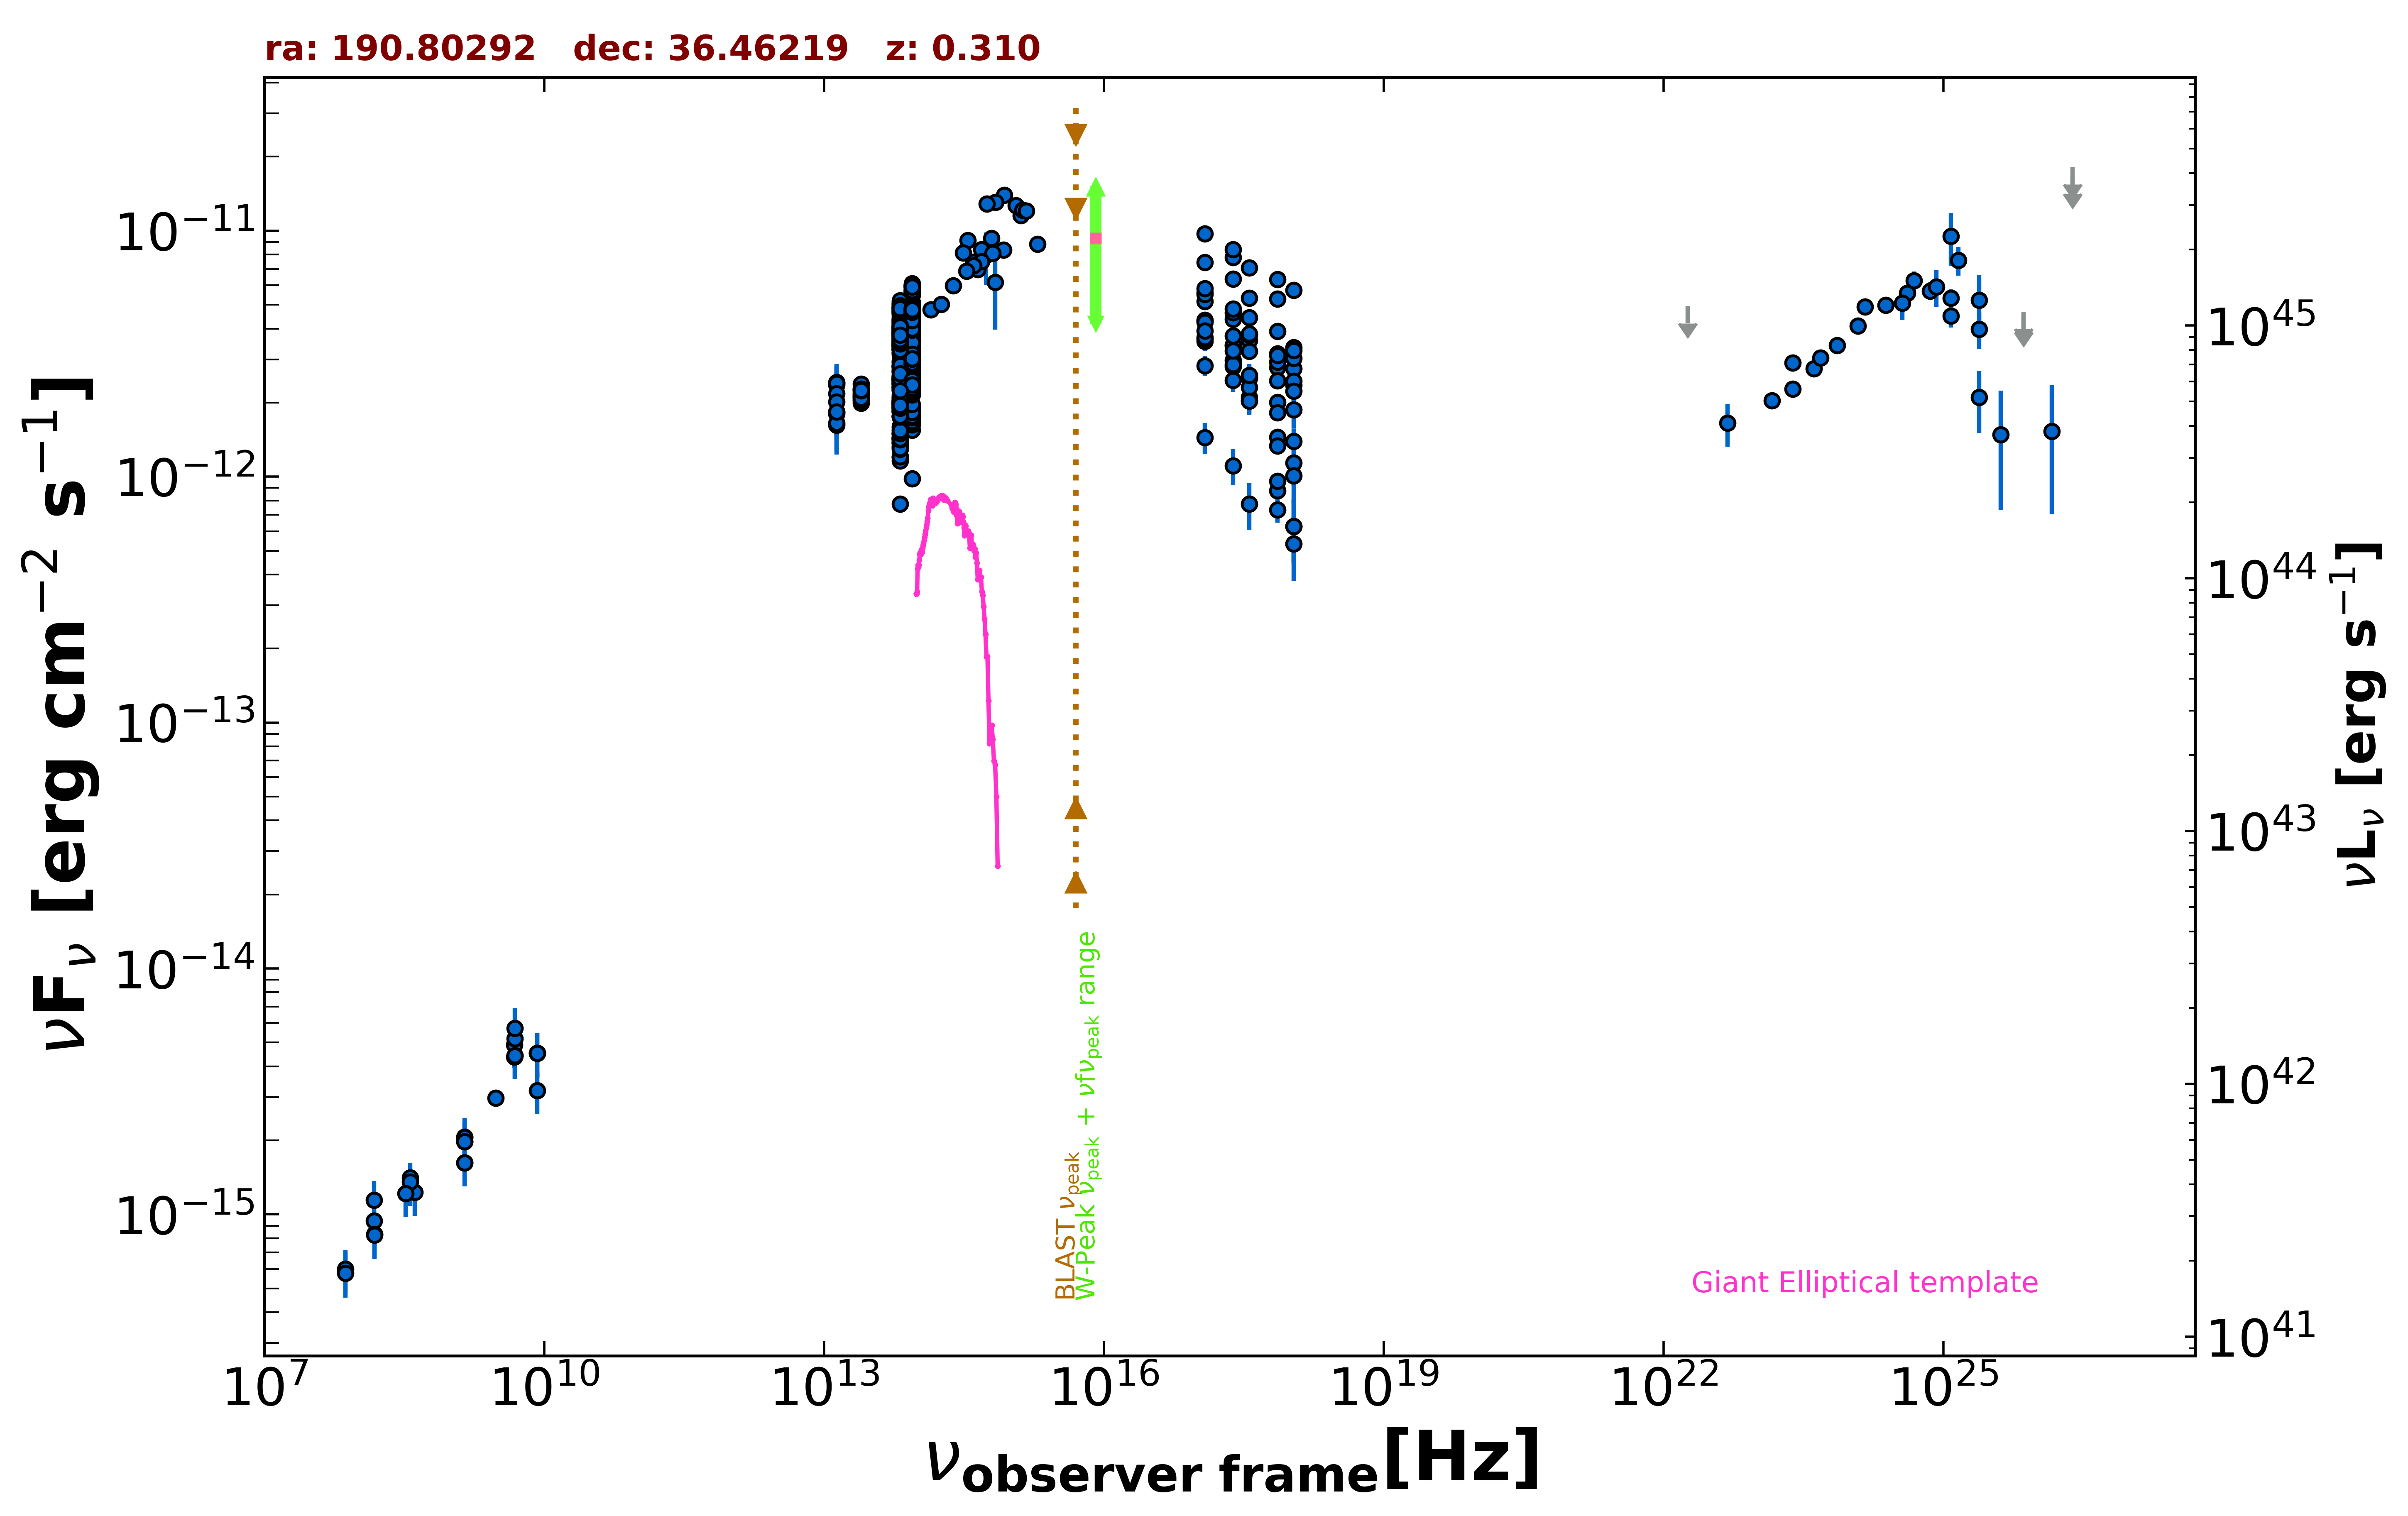 ra: 190.80292   dec: 36.46219   z: 0.310
νF_ν [erg cm⁻² s⁻¹]
10⁻¹¹
10⁻¹²
10⁻¹³
10⁻¹⁴
10⁻¹⁵
10⁴⁵
10⁴⁴
10⁴³
10⁴²
10⁴¹
νL_ν [erg s⁻¹]
BLAST ν_peak
W-Peak ν_peak + νfν_peak range
Giant Elliptical template
10⁷ 10¹⁰ 10¹³ 10¹⁶ 10¹⁹ 10²² 10²⁵
ν_observer frame [Hz]